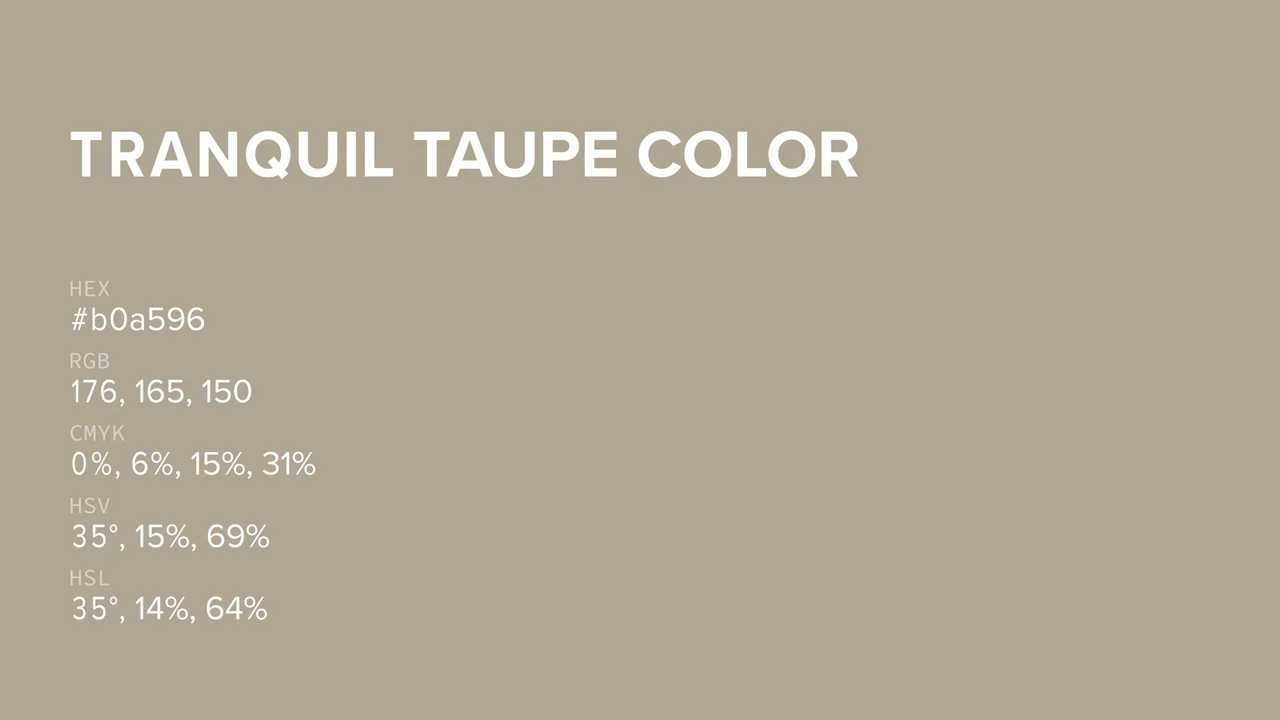 TRANQUIL TAUPE COLOR
HEX
#b0a596
RGB
176, 165, 150
CMYK
0%, 6%, 15%, 31%
HSV
35°, 15%, 69%
HSL
35°, 14%, 64%